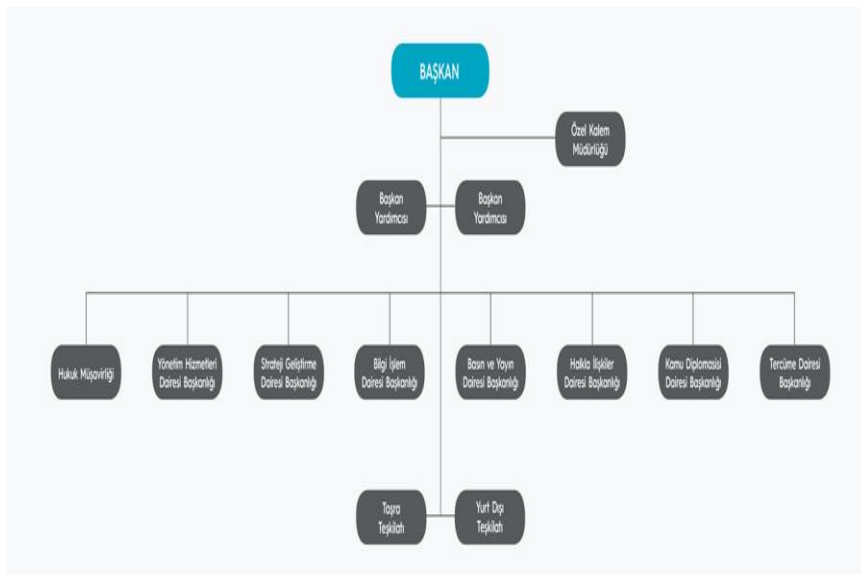 BAŞKAN
Özel Kalem
Müdürlüğü
Başkan
Yardımcısı
Başkan
Yardımcısı
Hukuk Müşavirliği
Yönetim Hizmetleri
Dairesi Başkanlığı
Strateji Geliştirme
Dairesi Başkanlığı
Bilgi İşlem
Dairesi Başkanlığı
Basın ve Yayın
Dairesi Başkanlığı
Halkla İlişkiler
Dairesi Başkanlığı
Kamu Diplomasisi
Dairesi Başkanlığı
Tercüme Dairesi
Başkanlığı
Taşra
Teşkilatı
Yurt Dışı
Teşkilatı